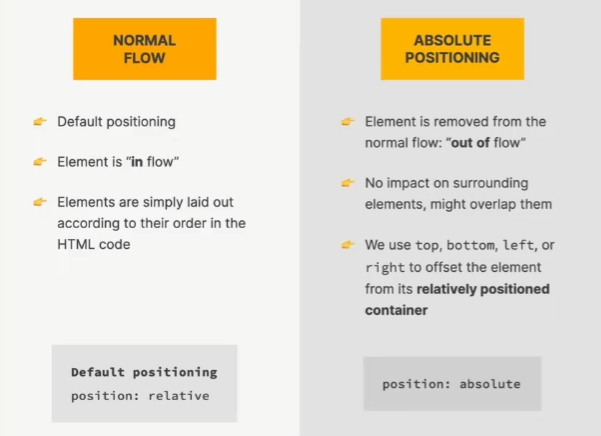 NORMAL
FLOW
Default positioning
Element is “in flow”
Elements are simply laid out
according to their order in the
HTML code
Default positioning
position: relative
ABSOLUTE
POSITIONING
Element is removed from the
normal flow: “out of flow”
No impact on surrounding
elements, might overlap them
We use top, bottom, left, or
right to offset the element
from its relatively positioned
container
position: absolute